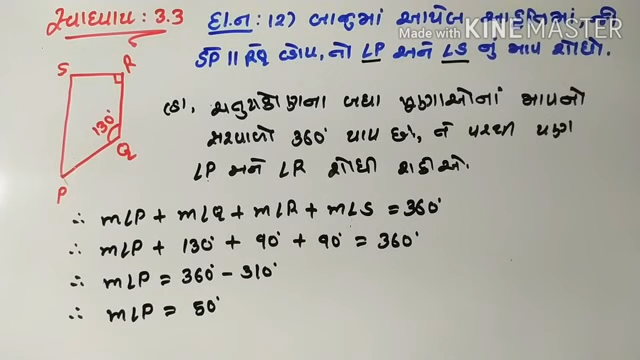 સ્વાધ્યાય : 3.3
દા.ન : 12) બાજુમાં આપેલ આકૃતિમાં, જો
SP || RQ હોય, તો ∠P અને ∠S નું માપ શોધો.
Made with
KINEMASTER
S R
130°
Q
P
ચતુષ્કોણના બધા ખૂણાઓનાં માપનો
સરવાળો 360° થાય છે, તે પરથી પણ
∠P અને ∠R શોધી શકીએ.
∴ m∠P + m∠Q + m∠R + m∠S = 360°
∴ m∠P + 130° + 90° + 90° = 360°
∴ m∠P = 360° - 310°
∴ m∠P = 50°